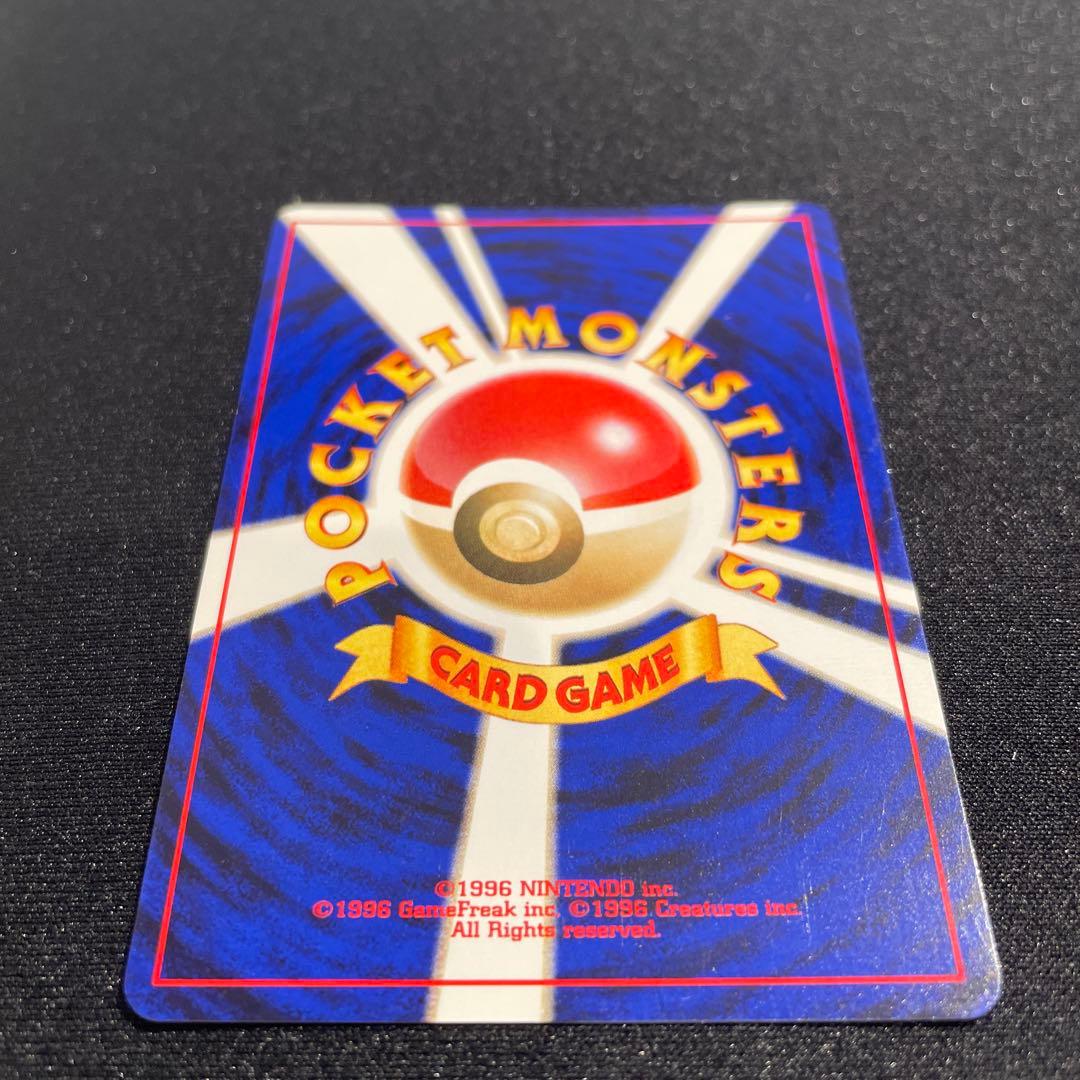 POCKET MONSTERS
CARD GAME
©1996 NINTENDO inc.
©1996 GameFreak inc. ©1996 Creatures inc.
All Rights reserved.